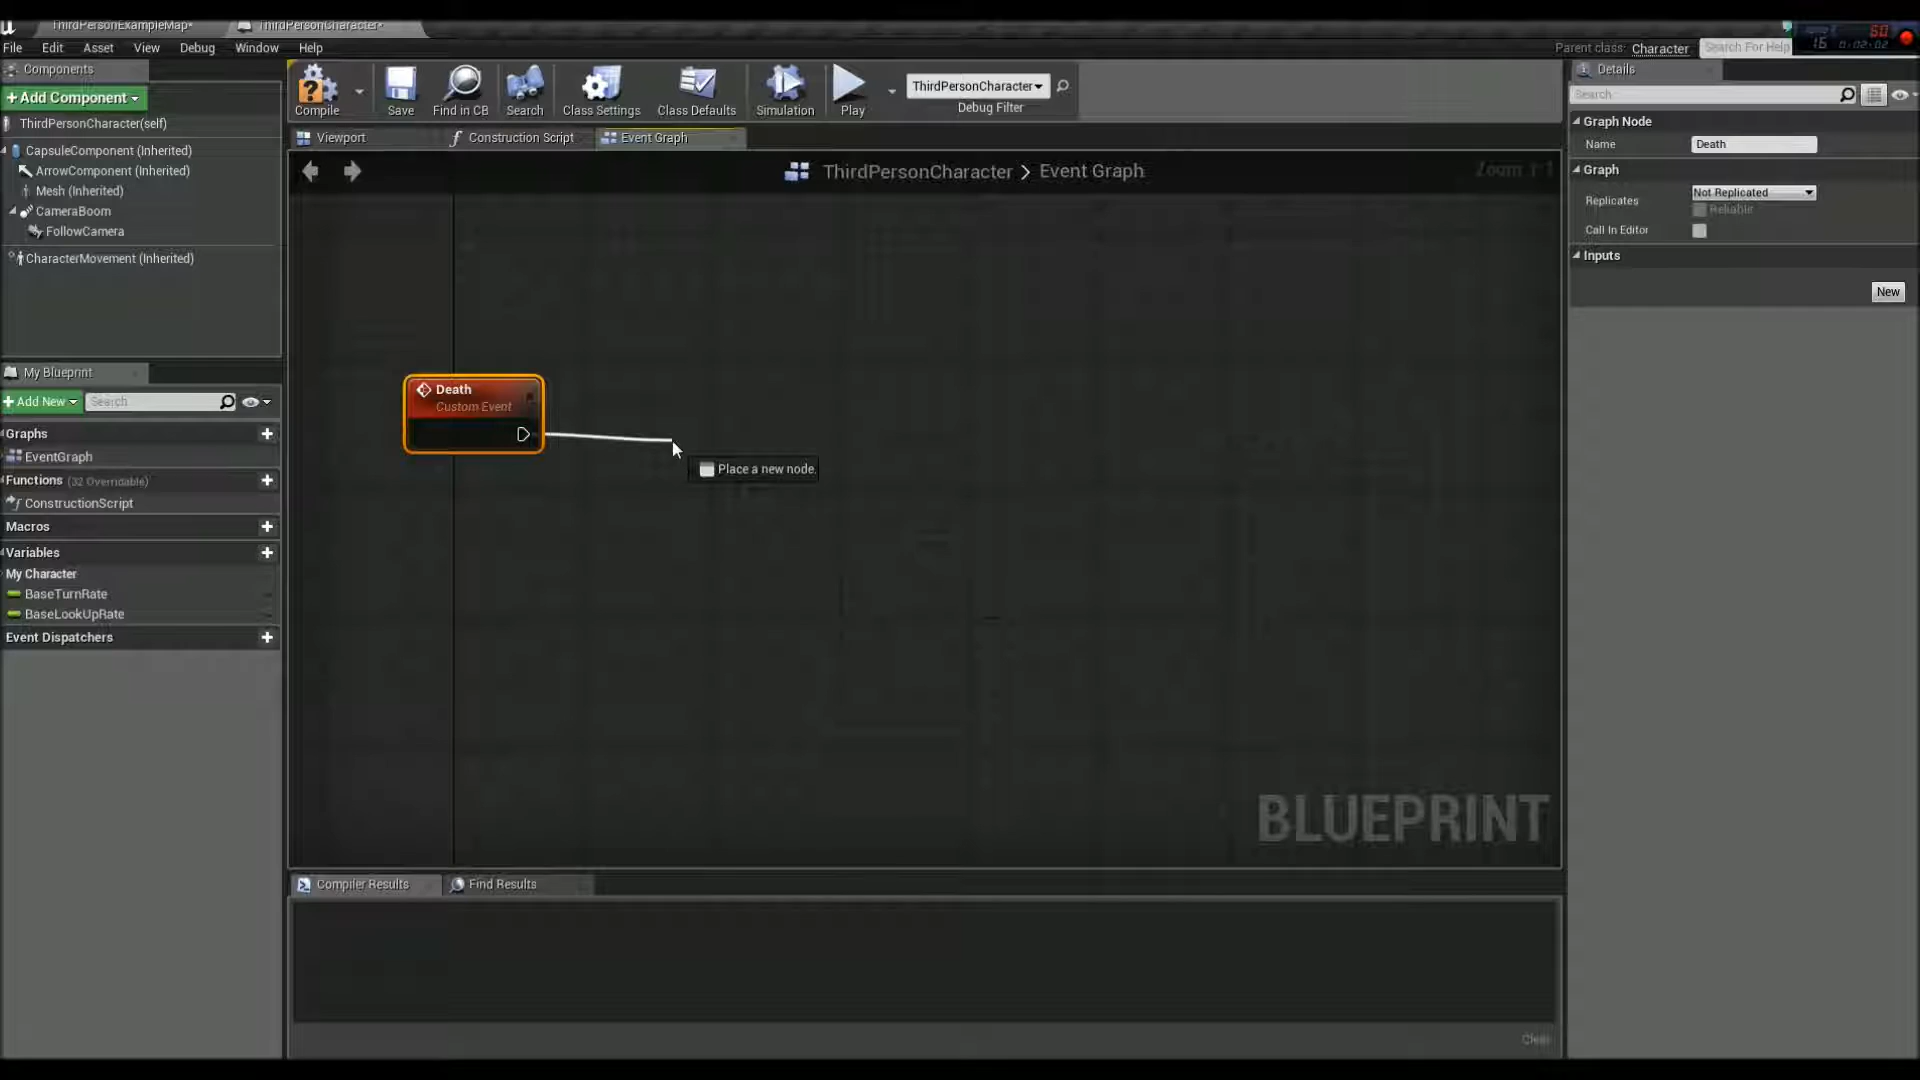 ThirdPersonExampleMap*
ThirdPersonCharacter*
File Edit Asset View Debug Window Help
Parent class: Character
Search For Help
Components
+Add Component
ThirdPersonCharacter(self)
CapsuleComponent (Inherited)
ArrowComponent (Inherited)
Mesh (Inherited)
CameraBoom
FollowCamera
CharacterMovement (Inherited)
My Blueprint
+Add New
Search
Graphs
EventGraph
Functions (32 Overridable)
ConstructionScript
Macros
Variables
My Character
BaseTurnRate
BaseLookUpRate
Event Dispatchers
Compile
Save
Find in CB
Search
Class Settings
Class Defaults
Simulation
Play
ThirdPersonCharacter
Debug Filter
Viewport
Construction Script
Event Graph
ThirdPersonCharacter > Event Graph
Zoom 1:1
Death
Custom Event
Place a new node.
BLUEPRINT
Compiler Results
Find Results
Clear
Details
Search
Graph Node
Name Death
Graph
Replicates Not Replicated
Reliable
Call In Editor
Inputs
New